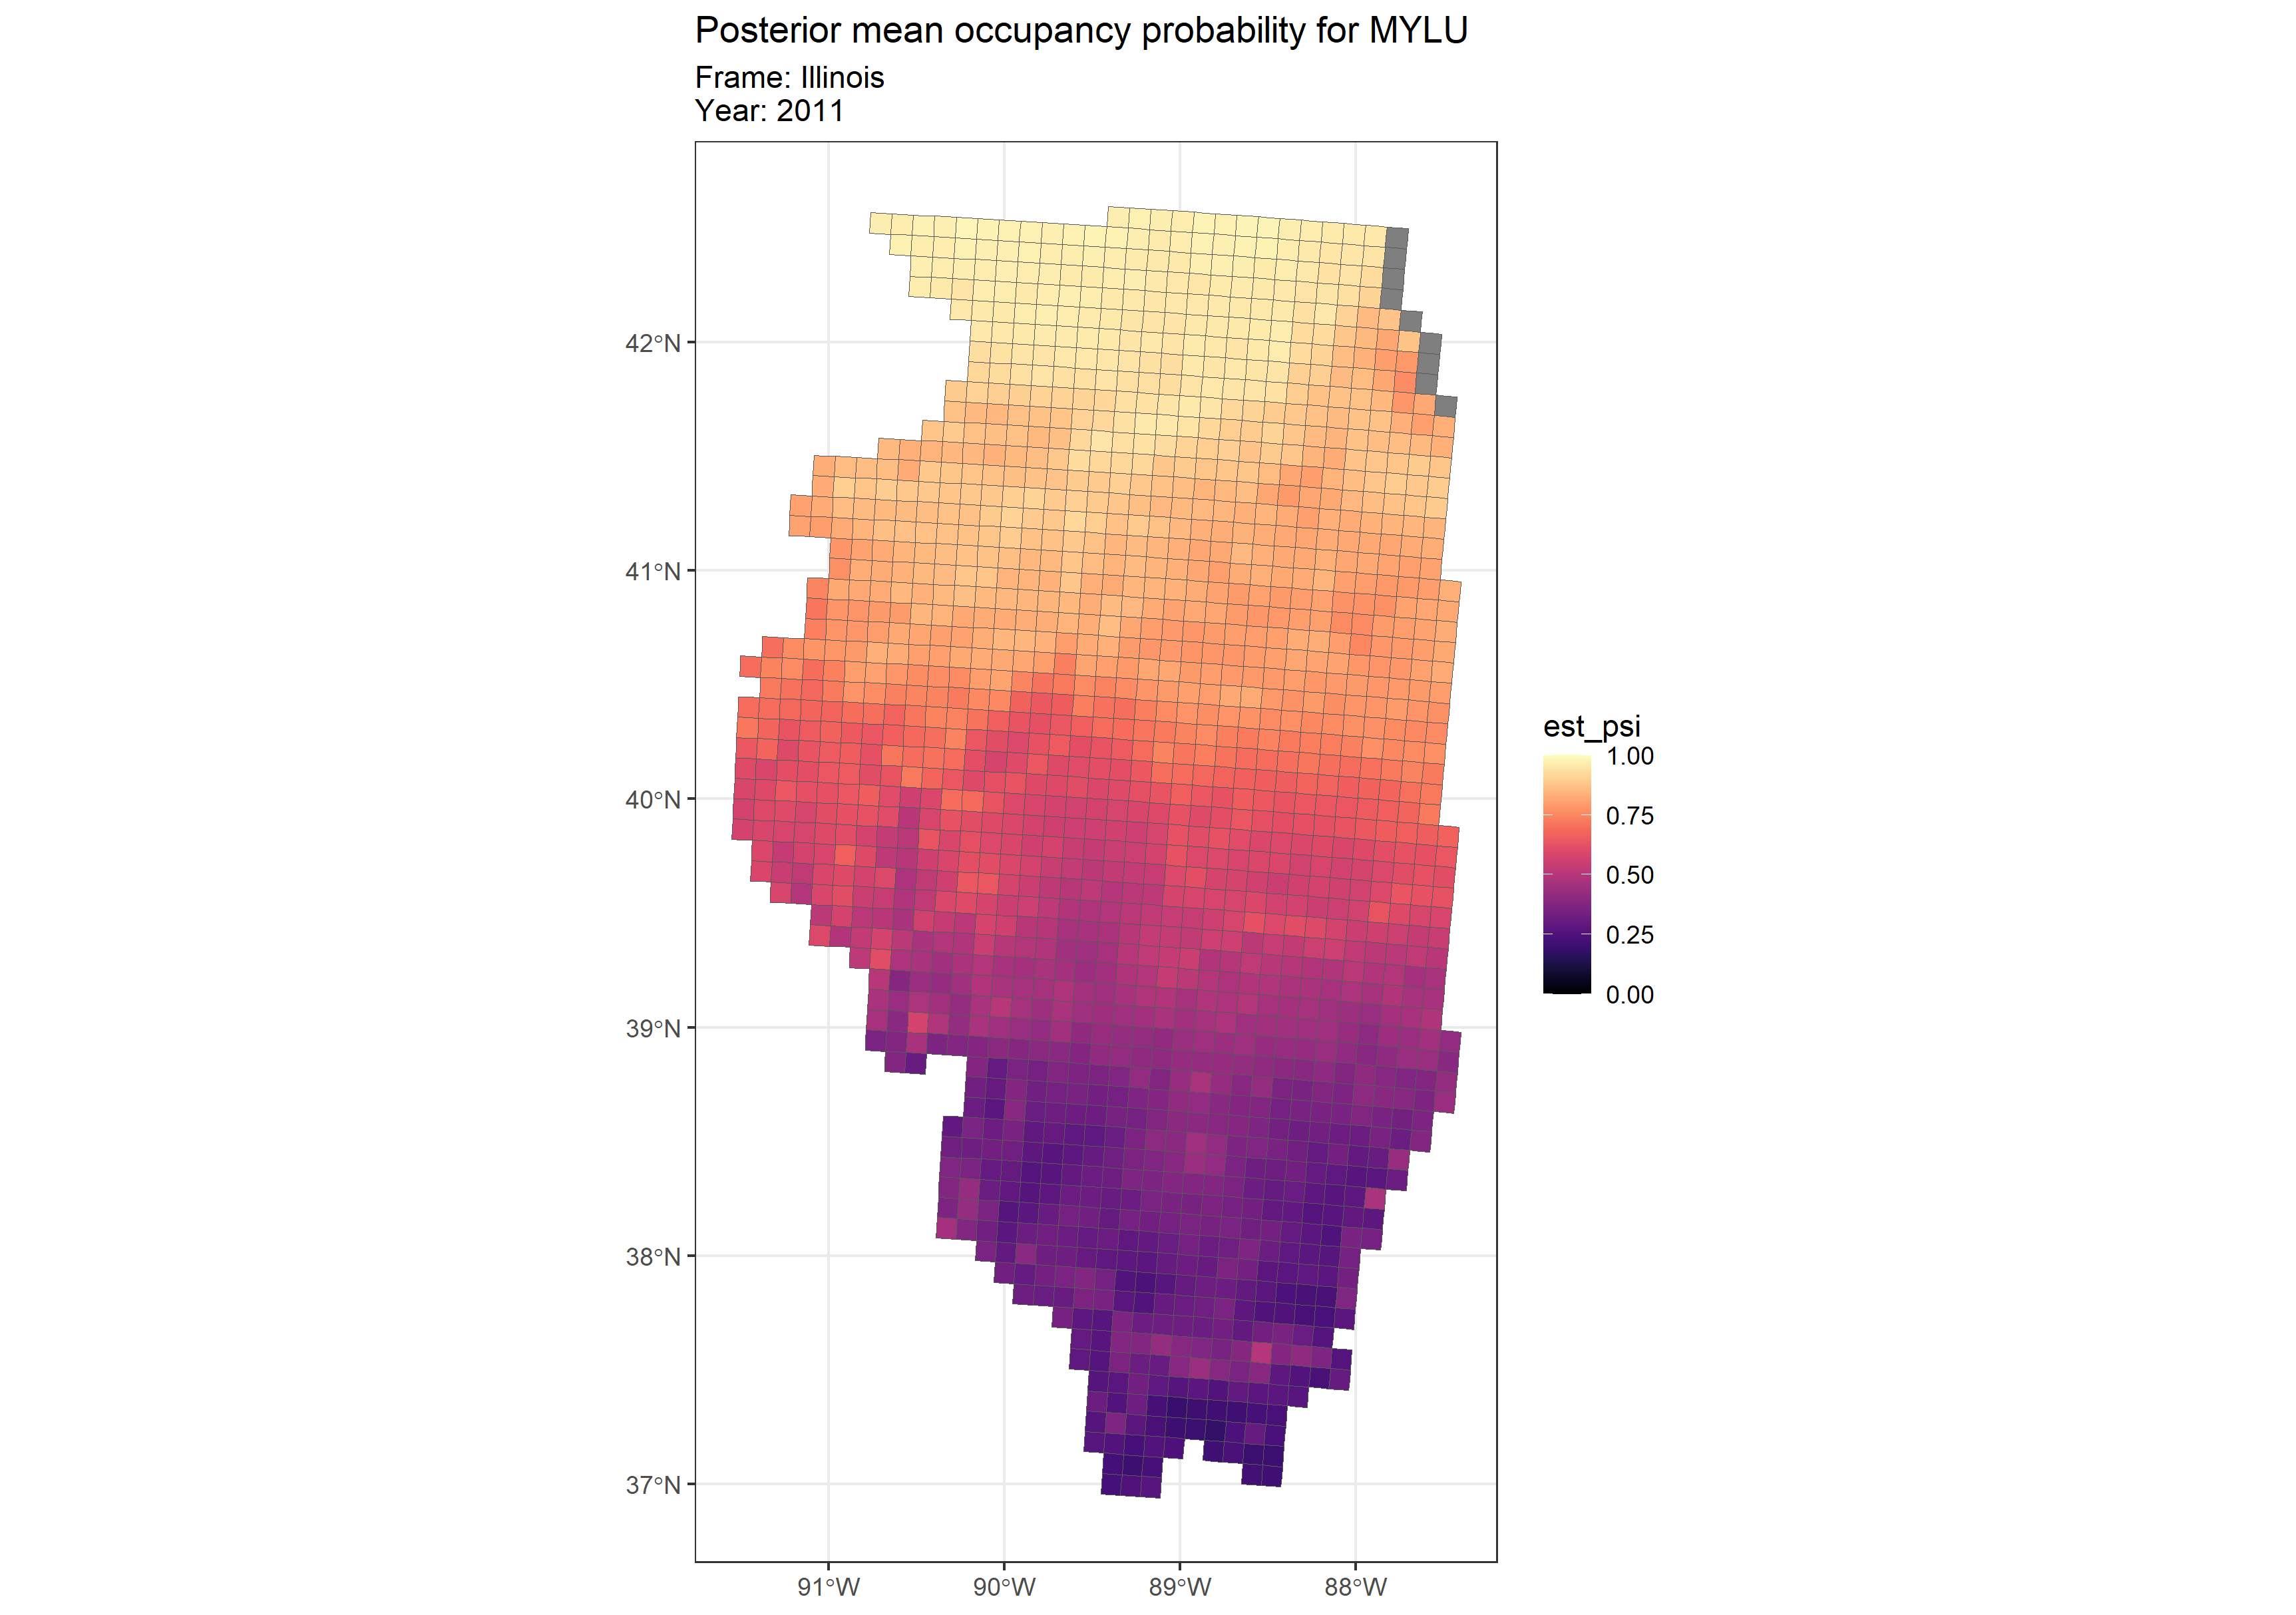 Posterior mean occupancy probability for MYLU
Frame: Illinois
Year: 2011
42°N
41°N
40°N
39°N
38°N
37°N
91°W
90°W
89°W
88°W
est_psi
1.00
0.75
0.50
0.25
0.00